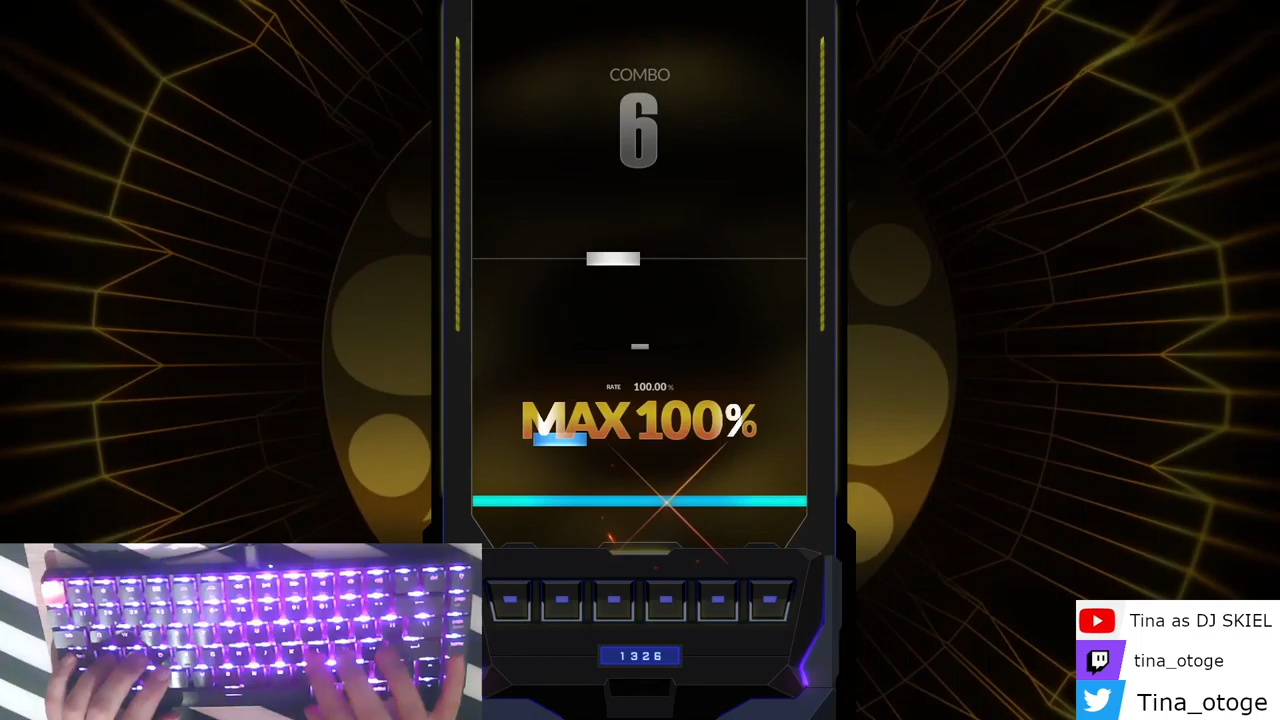 COMBO
6
RATE 100.00%
MAX 100%
1326
Tina as DJ SKIEL
tina_otoge
Tina_otoge